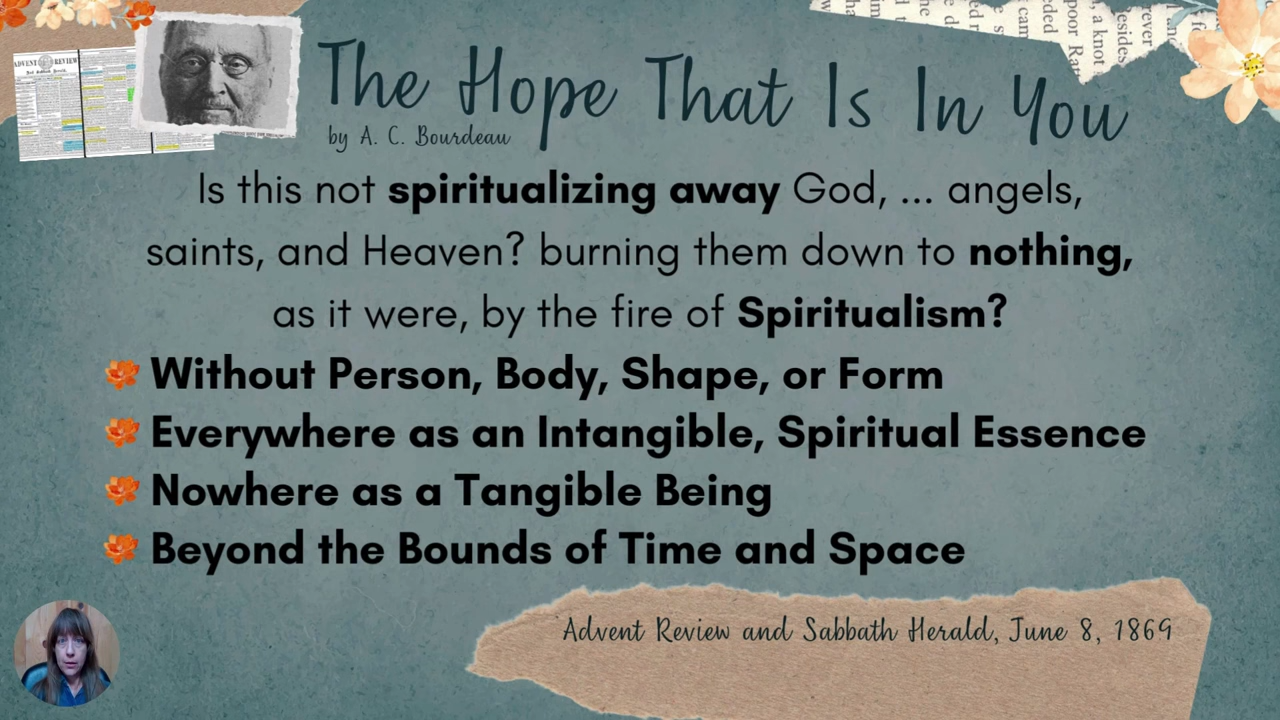 ADVENT REVIEW
The Hope That Is In You
by A. C. Bourdeau
Is this not spiritualizing away God, ... angels,
saints, and Heaven? burning them down to nothing,
as it were, by the fire of Spiritualism?
Without Person, Body, Shape, or Form
Everywhere as an Intangible, Spiritual Essence
Nowhere as a Tangible Being
Beyond the Bounds of Time and Space
Advent Review and Sabbath Herald, June 8, 1869